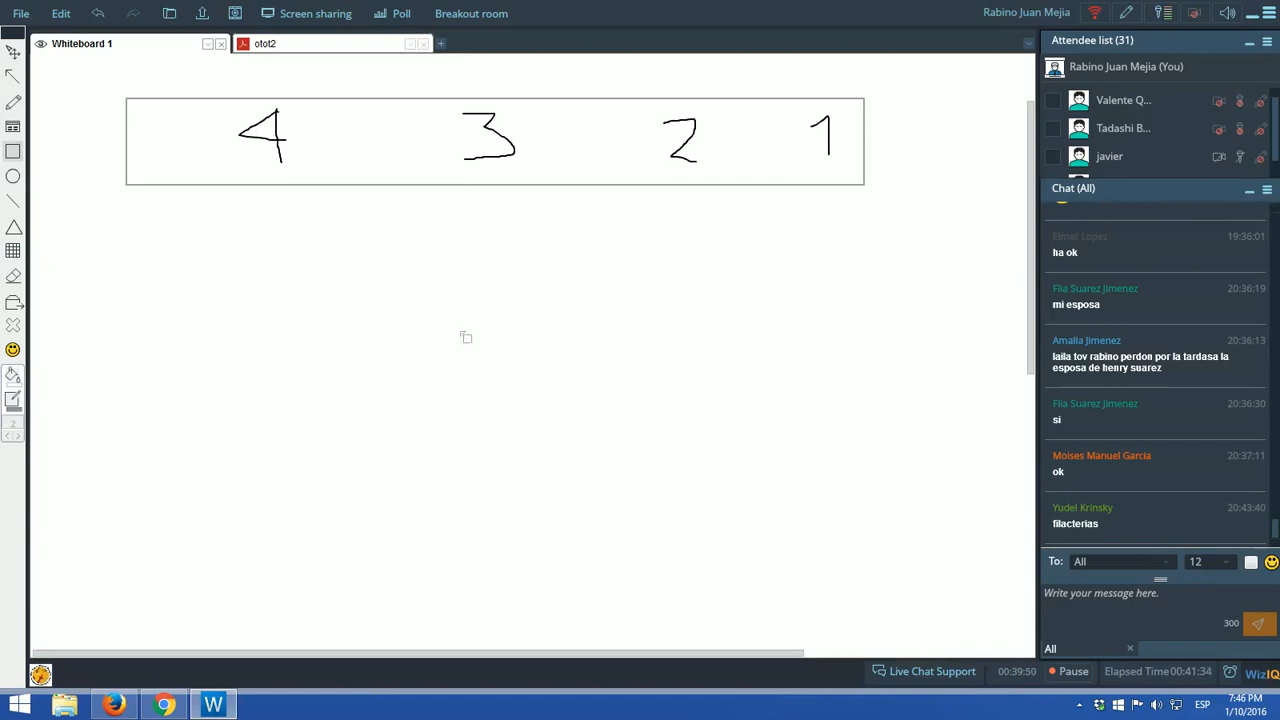 File Edit Screen sharing Poll Breakout room Rabino Juan Mejia
Whiteboard 1 otot2 Attendee list (31)
Rabino Juan Mejia (You)
Valente Q...
Tadashi B...
javier
4 3 2 1
Chat (All)
Elmer Lopez 19:36:01
ha ok
Flia Suarez Jimenez 20:36:19
mi esposa
Amalia Jimenez 20:36:13
laila tov rabino perdon por la tardasa la
esposa de henry suarez
Flia Suarez Jimenez 20:36:30
si
Moises Manuel Garcia 20:37:11
ok
Yudel Krinsky 20:43:40
filacterias
2
To: All 12
Write your message here.
300
All
Live Chat Support 00:39:50 Pause Elapsed Time 00:41:34 WizIQ
W ESP 7:46 PM
1/10/2016